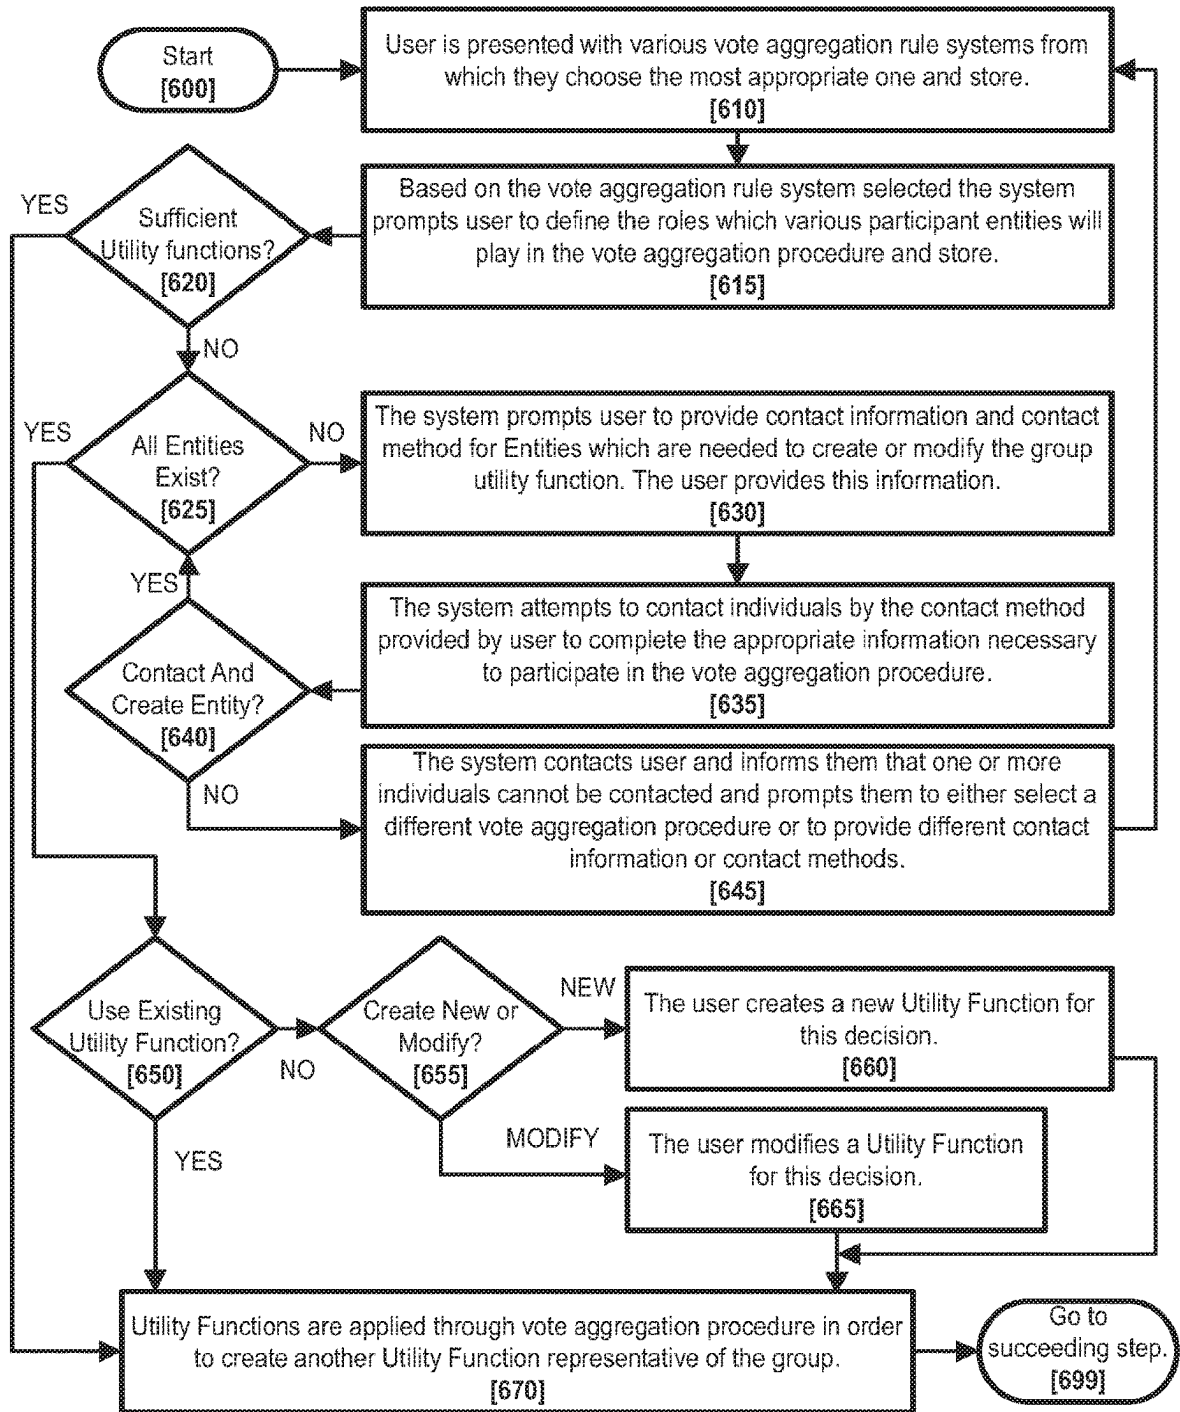 Start
[600]
User is presented with various vote aggregation rule systems from
which they choose the most appropriate one and store.
[610]
Based on the vote aggregation rule system selected the system
prompts user to define the roles which various participant entities will
play in the vote aggregation procedure and store.
[615]
YES
Sufficient
Utility functions?
[620]
NO
YES
All Entities
Exist?
[625]
NO
The system prompts user to provide contact information and contact
method for Entities which are needed to create or modify the group
utility function. The user provides this information.
[630]
The system attempts to contact individuals by the contact method
provided by user to complete the appropriate information necessary
to participate in the vote aggregation procedure.
[635]
YES
Contact And
Create Entity?
[640]
NO
The system contacts user and informs them that one or more
individuals cannot be contacted and prompts them to either select a
different vote aggregation procedure or to provide different contact
information or contact methods.
[645]
Use Existing
Utility Function?
[650]
NO
YES
Create New or
Modify?
[655]
NEW
The user creates a new Utility Function for
this decision.
[660]
MODIFY
The user modifies a Utility Function
for this decision.
[665]
Utility Functions are applied through vote aggregation procedure in order
to create another Utility Function representative of the group.
[670]
Go to
succeeding step.
[699]